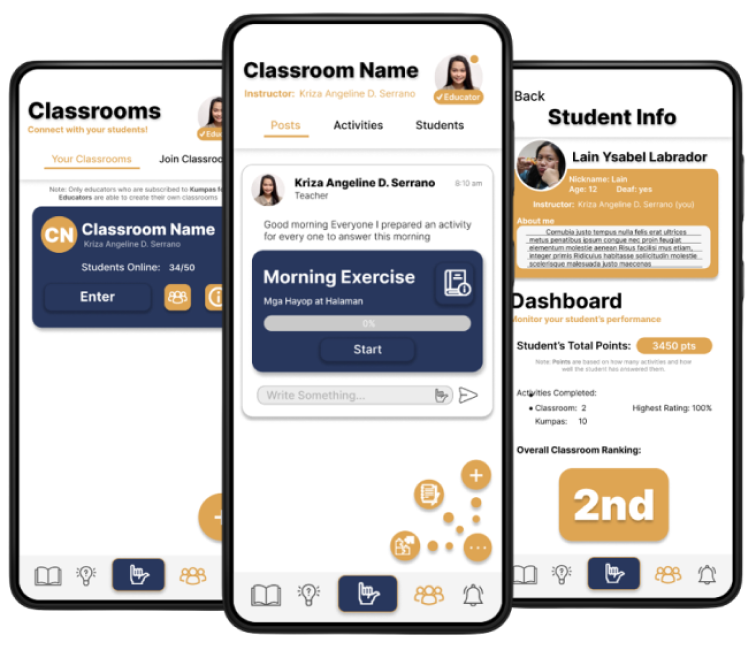 Classrooms
Connect with your students!
Your Classrooms
Join Classroo
Note: Only educators who are subscribed to Kumpas f
Educators are able to create their own classrooms
CN
Classroom Name
Kriza Angeline D. Serrano
Students Online: 34/50
Enter
Classroom Name
Instructor: Kriza Angeline D. Serrano
Educator
Posts
Activities
Students
Kriza Angeline D. Serrano
8:10 am
Teacher
Good morning Everyone I prepared an activity
for every one to answer this morning
Morning Exercise
Mga Hayop at Halaman
0%
Start
Write Something...
Back
Student Info
Lain Ysabel Labrador
Nickname: Lain
Age: 12 Deaf: yes
Instructor: Kriza Angeline D. Serrano (you)
About me
Cornubia justo tempus nulla felis erat ultrices
metus penatibus ipsum congue nec proin feugiat
elementum molestie aenean Risus facilisi mus etiam,
integer primis Ridiculus habitasse sollicitudin molestie
scelerisque malesuada justo maecenas
Dashboard
Monitor your student's performance
Student's Total Points: 3450 pts
Note: Points are based on how many activities and how
well the student has answered them.
Activities Completed:
• Classroom: 2
Highest Rating: 100%
Kumpas: 10
Overall Classroom Ranking:
2nd